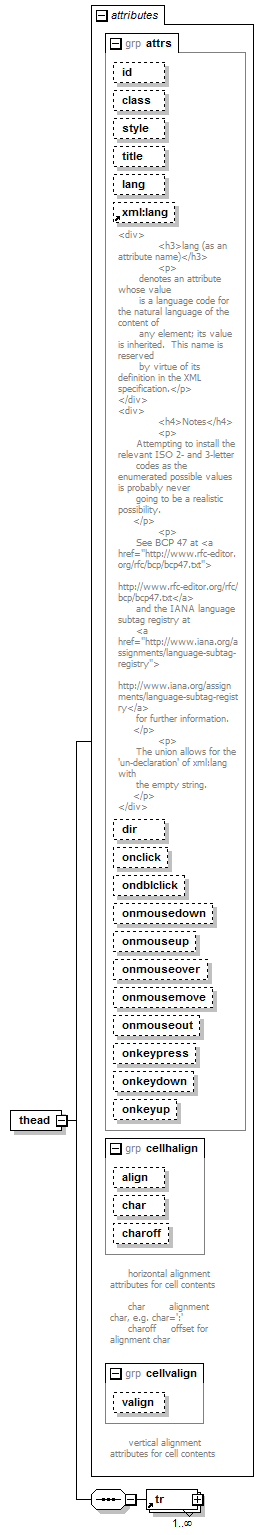 attributes
grp attrs
id
class
style
title
lang
xml:lang
<div>
<h3>lang (as an
attribute name)</h3>
<p>
denotes an attribute
whose value
is a language code for
the natural language of the
content of
any element; its value
is inherited.  This name is
reserved
by virtue of its
definition in the XML
specification.</p>
</div>
<div>
<h4>Notes</h4>
<p>
Attempting to install the
relevant ISO 2- and 3-letter
codes as the
enumerated possible values
is probably never
going to be a realistic
possibility.
</p>
<p>
See BCP 47 at <a
href="http://www.rfc-editor.
org/rfc/bcp/bcp47.txt">
http://www.rfc-editor.org/rfc/
bcp/bcp47.txt</a>
and the IANA language
subtag registry at
<a
href="http://www.iana.org/a
ssignments/language-subtag-
registry">
http://www.iana.org/assign
ments/language-subtag-regist
ry</a>
for further information.
</p>
<p>
The union allows for the
'un-declaration' of xml:lang
with
the empty string.
</p>
</div>
dir
onclick
ondblclick
onmousedown
onmouseup
onmouseover
onmousemove
onmouseout
onkeypress
onkeydown
onkeyup
thead
grp cellhalign
align
char
charoff
horizontal alignment
attributes for cell contents
char alignment
char, e.g. char=':'
charoff offset for
alignment char
grp cellvalign
valign
vertical alignment
attributes for cell contents
tr
1..∞